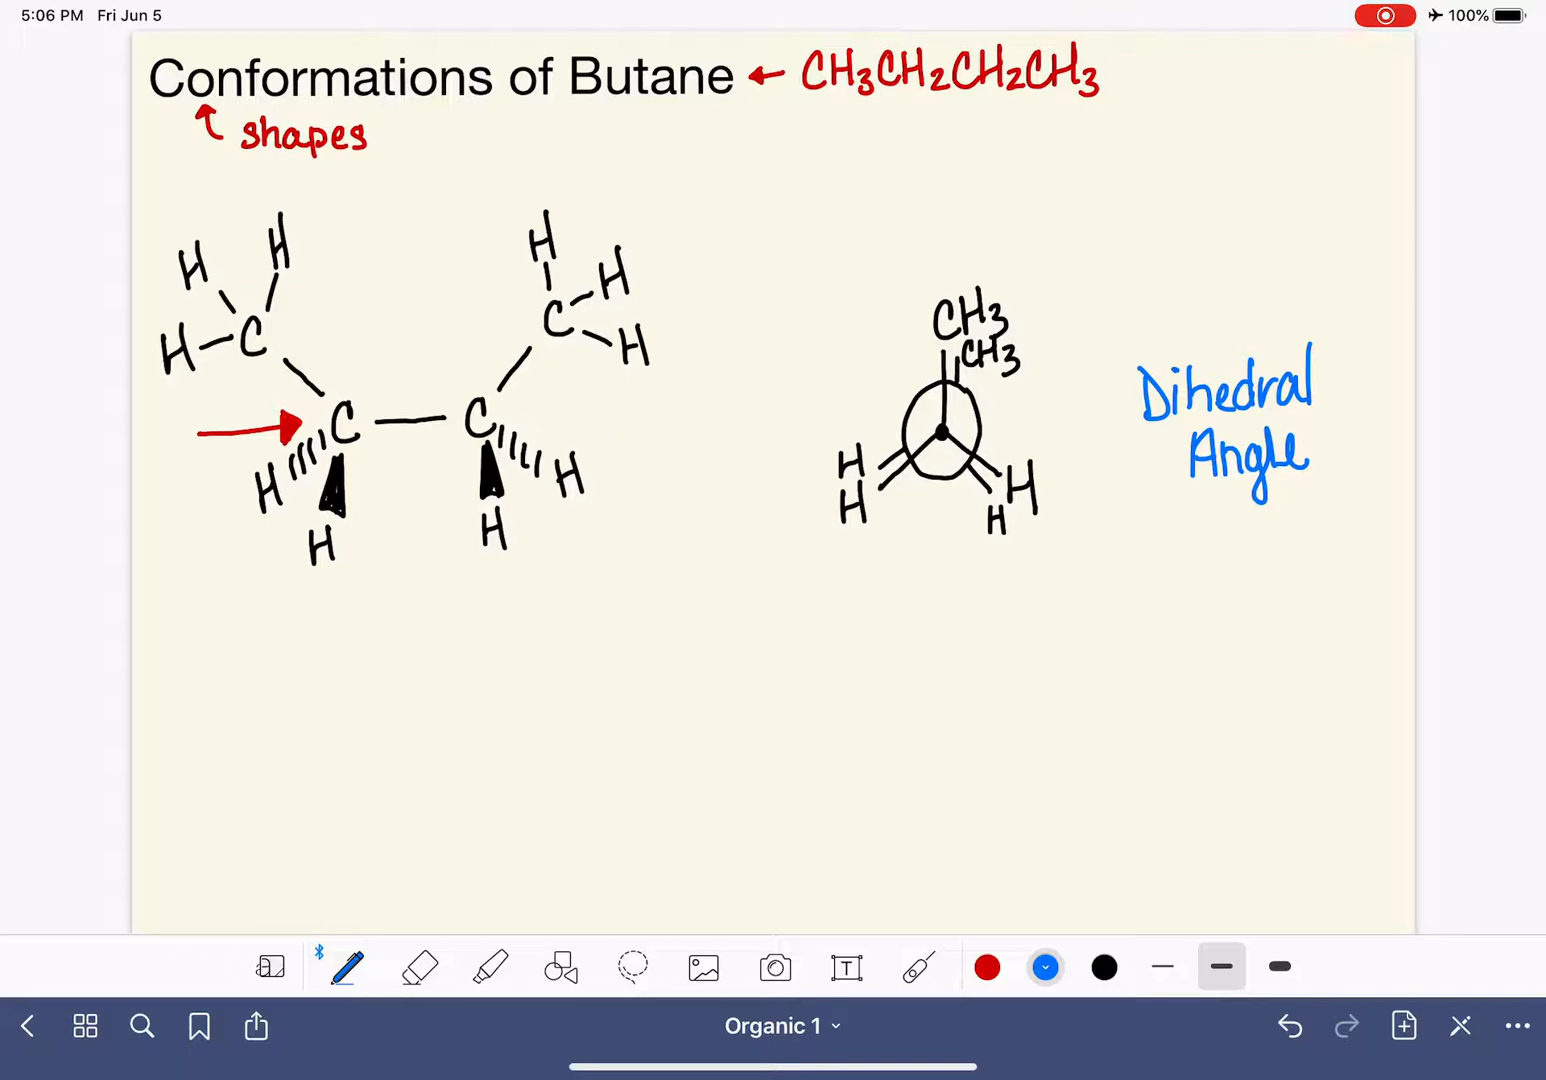 5:06 PM Fri Jun 5
100%
Conformations of Butane ← CH3CH2CH2CH3
shapes
H H
H C
H
C H
H
C C
H H
H H
CH3
CH3
H H
H H
Dihedral
Angle
T
Organic 1